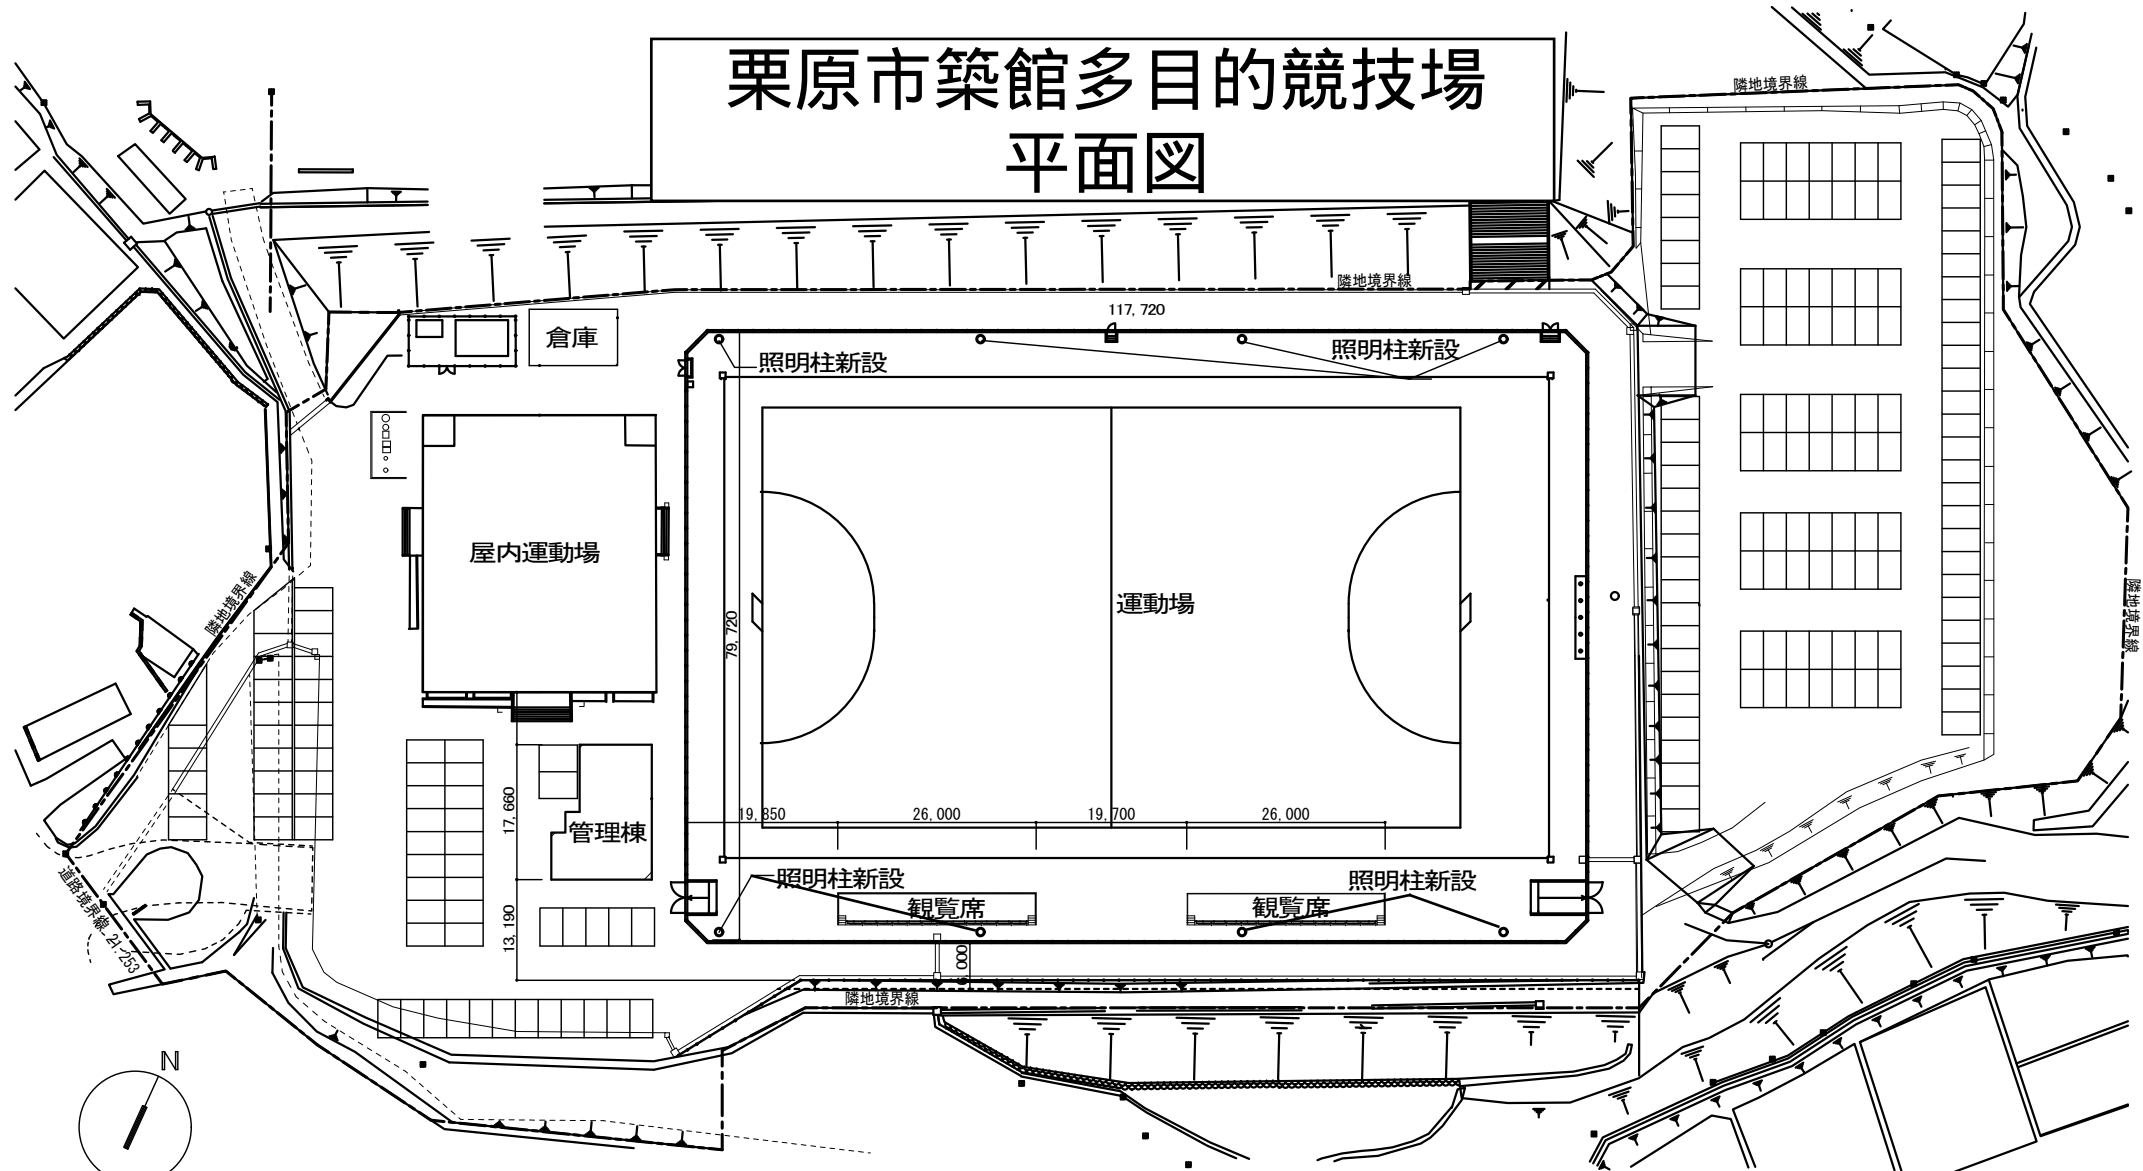 栗原市築館多目的競技場
平面図
隣地境界線
隣地境界線
117,720
倉庫
照明柱新設
照明柱新設
屋内運動場
運動場
79,720
隣地境界線
隣地境界線
19,850
26,000
19,700
26,000
17,660
管理棟
照明柱新設
照明柱新設
観覧席
観覧席
13,190
道路境界線 21.253
隣地境界線
N